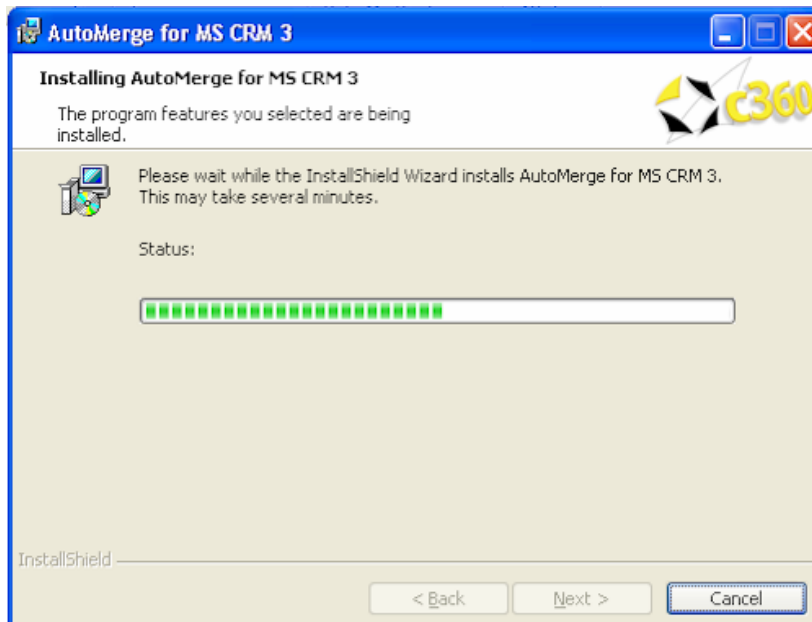 AutoMerge for MS CRM 3
Installing AutoMerge for MS CRM 3
The program features you selected are being
installed.
c360
Please wait while the InstallShield Wizard installs AutoMerge for MS CRM 3.
This may take several minutes.
Status:
InstallShield
< Back
Next >
Cancel